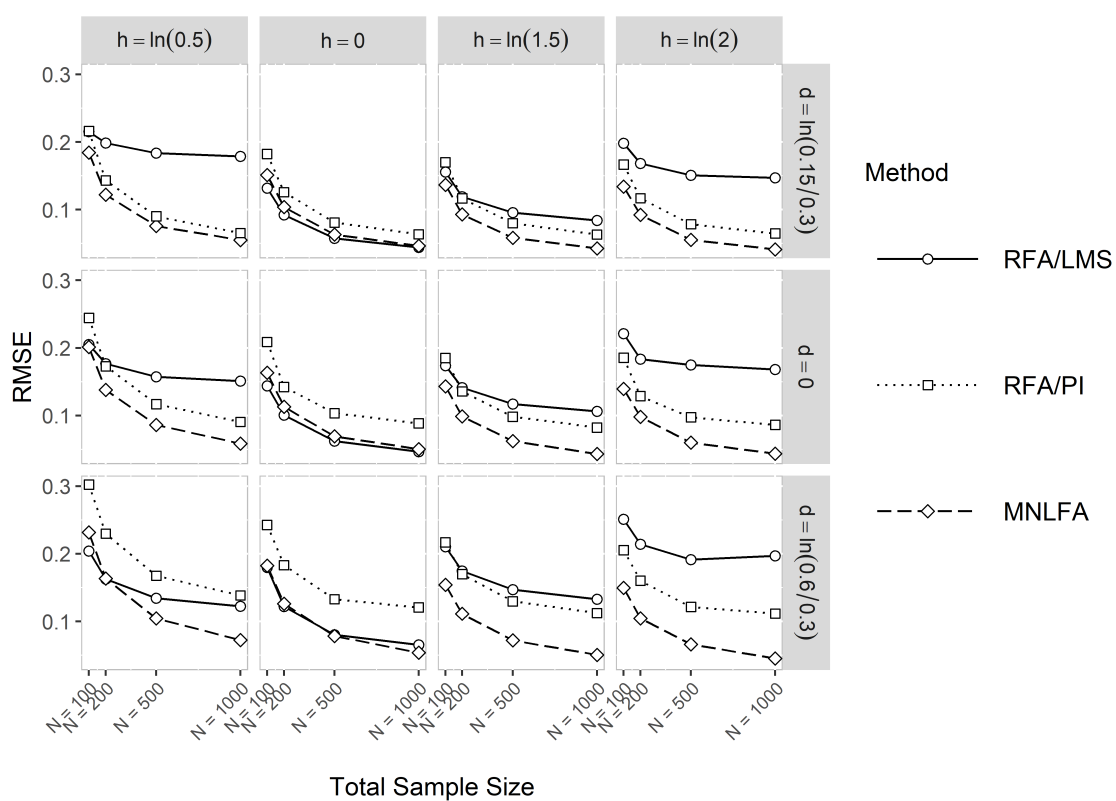 h = ln(0.5)
h = 0
h = ln(1.5)
h = ln(2)
0.3
0.2
0.1
d = ln(0.15/0.3)
0.3
0.2
0.1
d = 0
0.3
0.2
0.1
d = ln(0.6/0.3)
RMSE
N = 100
N = 200
N = 500
N = 1000
N = 100
N = 200
N = 500
N = 1000
N = 100
N = 200
N = 500
N = 1000
N = 100
N = 200
N = 500
N = 1000
Total Sample Size
Method
RFA/LMS
RFA/PI
MNLFA